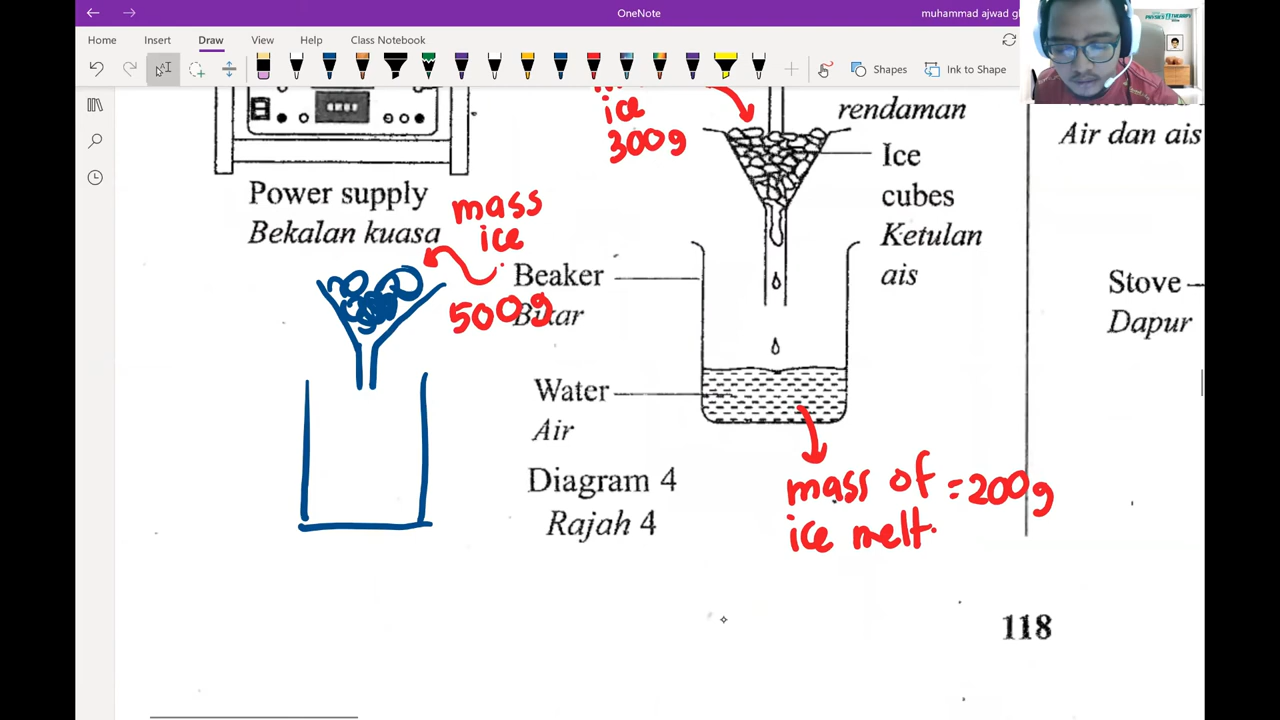 OneNote
muhammad ajwad
Home Insert Draw View Help Class Notebook
Shapes Ink to Shape
PHYSICS THERAPY
ice
300g
rendaman
Air dan ais
Ice
cubes
Ketulan
ais
Power supply
Bekalan kuasa
mass
ice
500g
Beaker
Bikar
Stove
Dapur
Water
Air
Diagram 4
Rajah 4
mass of = 200g
ice melt.
118